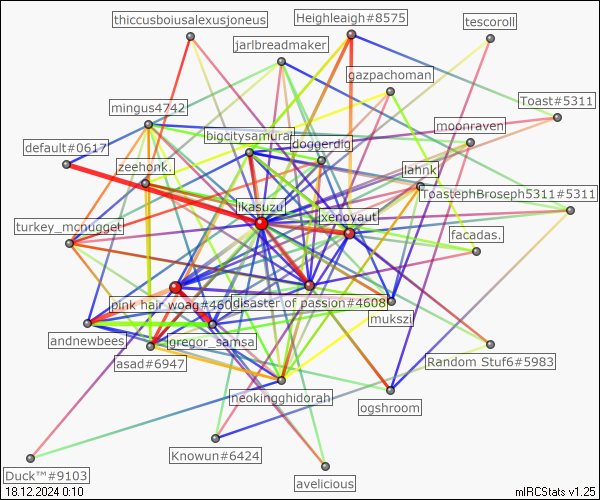 thiccusboiusalexusjoneus
Heighleigh#8575
tescoroll
jarlbreadmaker
gazpachoman
Toast#5311
mingus4742
bigcitysamurai
doggerdig
moonraven
default#0617
zeehonk.
lahnk
ToastephBroseph5311#5311
ikasuzu
xenoyaut
turkey_mcnugget
facadas.
pink hair woag#460
disaster of passion#4608
mukszi
andnewbees
gregor_samsa
asad#6947
Random Stuf6#5983
neokingghidorah
ogshroom
Knowun#6424
Duck™#9103
avelicious
18.12.2024 0:10
mIRCStats v1.25